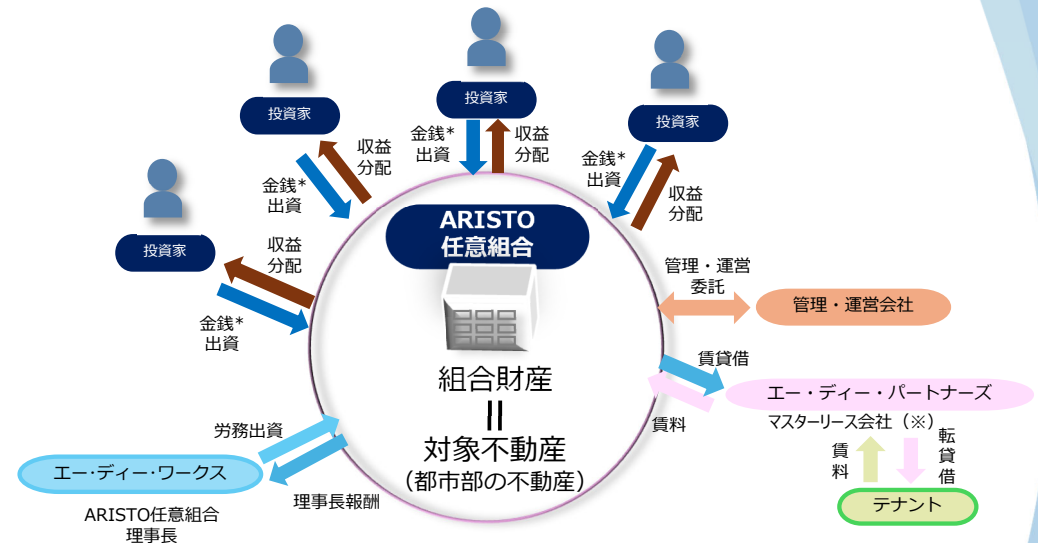 投資家
投資家
投資家
投資家
金銭*
出資
収益
分配
収益
分配
金銭*
出資
金銭*
出資
収益
分配
収益
分配
金銭*
出資
ARISTO
任意組合
組合財産
||
対象不動産
（都市部の不動産）
管理・運営
委託
管理・運営会社
賃貸借
賃料
エー・ディー・パートナーズ
マスターリース会社（※）
賃料
転貸借
テナント
労務出資
エー・ディー・ワークス
理事長報酬
ARISTO任意組合
理事長